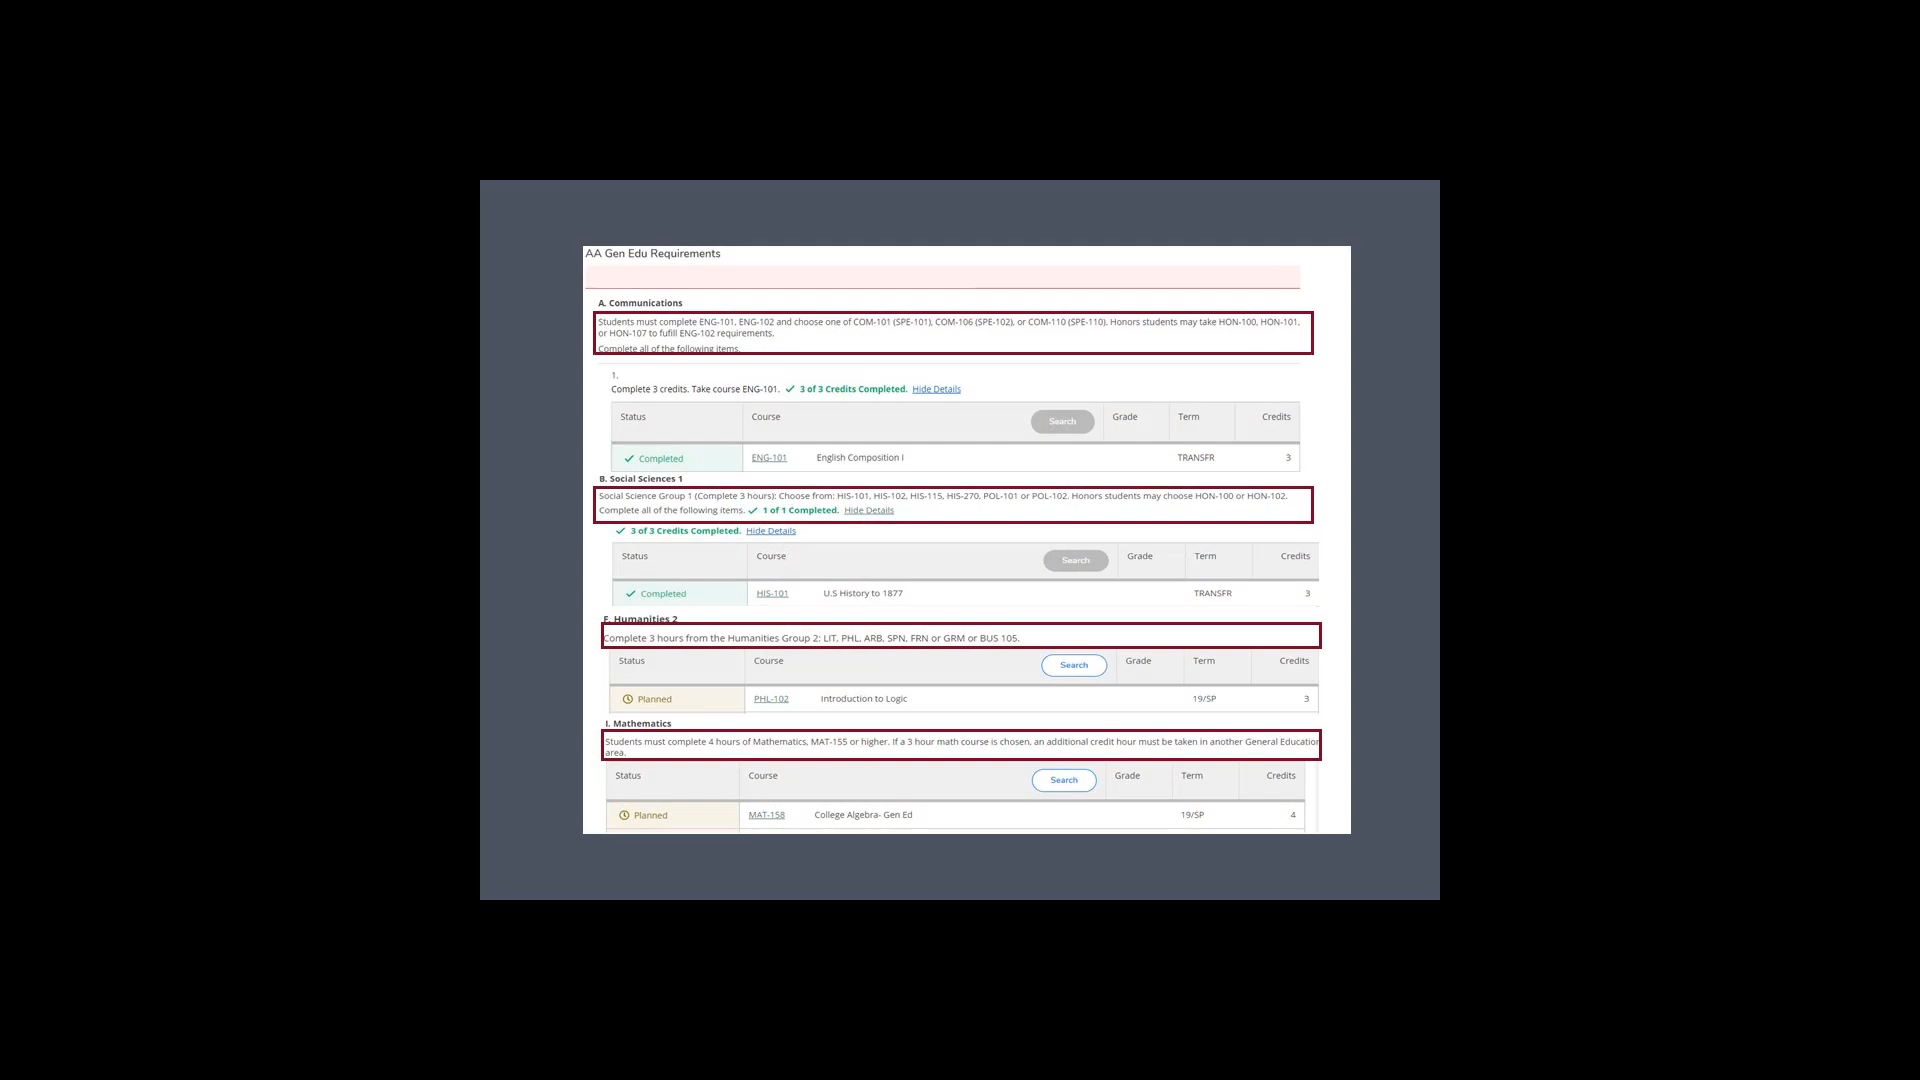 AA Gen Edu Requirements
A. Communications
Students must complete ENG-101, ENG-102 and choose one of COM-101 (SPE-101), COM-106 (SPE-102), or COM-110 (SPE-110). Honors students may take HON-100, HON-101,
or HON-107 to fufill ENG-102 requirements.
Complete all of the following items.
1.
Complete 3 credits. Take course ENG-101. ✓ 3 of 3 Credits Completed. Hide Details
Status Course Search Grade Term Credits
✓ Completed ENG-101 English Composition I TRANSFR 3
B. Social Sciences 1
Social Science Group 1 (Complete 3 hours): Choose from: HIS-101, HIS-102, HIS-115, HIS-270, POL-101 or POL-102. Honors students may choose HON-100 or HON-102.
Complete all of the following items. ✓ 1 of 1 Completed. Hide Details
✓ 3 of 3 Credits Completed. Hide Details
Status Course Search Grade Term Credits
✓ Completed HIS-101 U.S History to 1877 TRANSFR 3
F. Humanities 2
Complete 3 hours from the Humanities Group 2: LIT, PHL, ARB, SPN, FRN or GRM or BUS 105.
Status Course Search Grade Term Credits
Planned PHL-102 Introduction to Logic 19/SP 3
I. Mathematics
Students must complete 4 hours of Mathematics, MAT-155 or higher. If a 3 hour math course is chosen, an additional credit hour must be taken in another General Education
area.
Status Course Search Grade Term Credits
Planned MAT-158 College Algebra- Gen Ed 19/SP 4